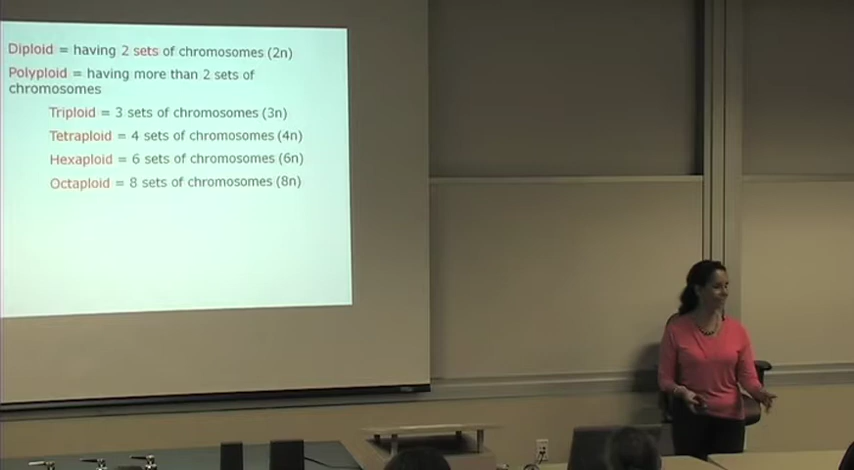 Diploid = having 2 sets of chromosomes (2n)
Polyploid = having more than 2 sets of
chromosomes
Triploid = 3 sets of chromosomes (3n)
Tetraploid = 4 sets of chromosomes (4n)
Hexaploid = 6 sets of chromosomes (6n)
Octaploid = 8 sets of chromosomes (8n)